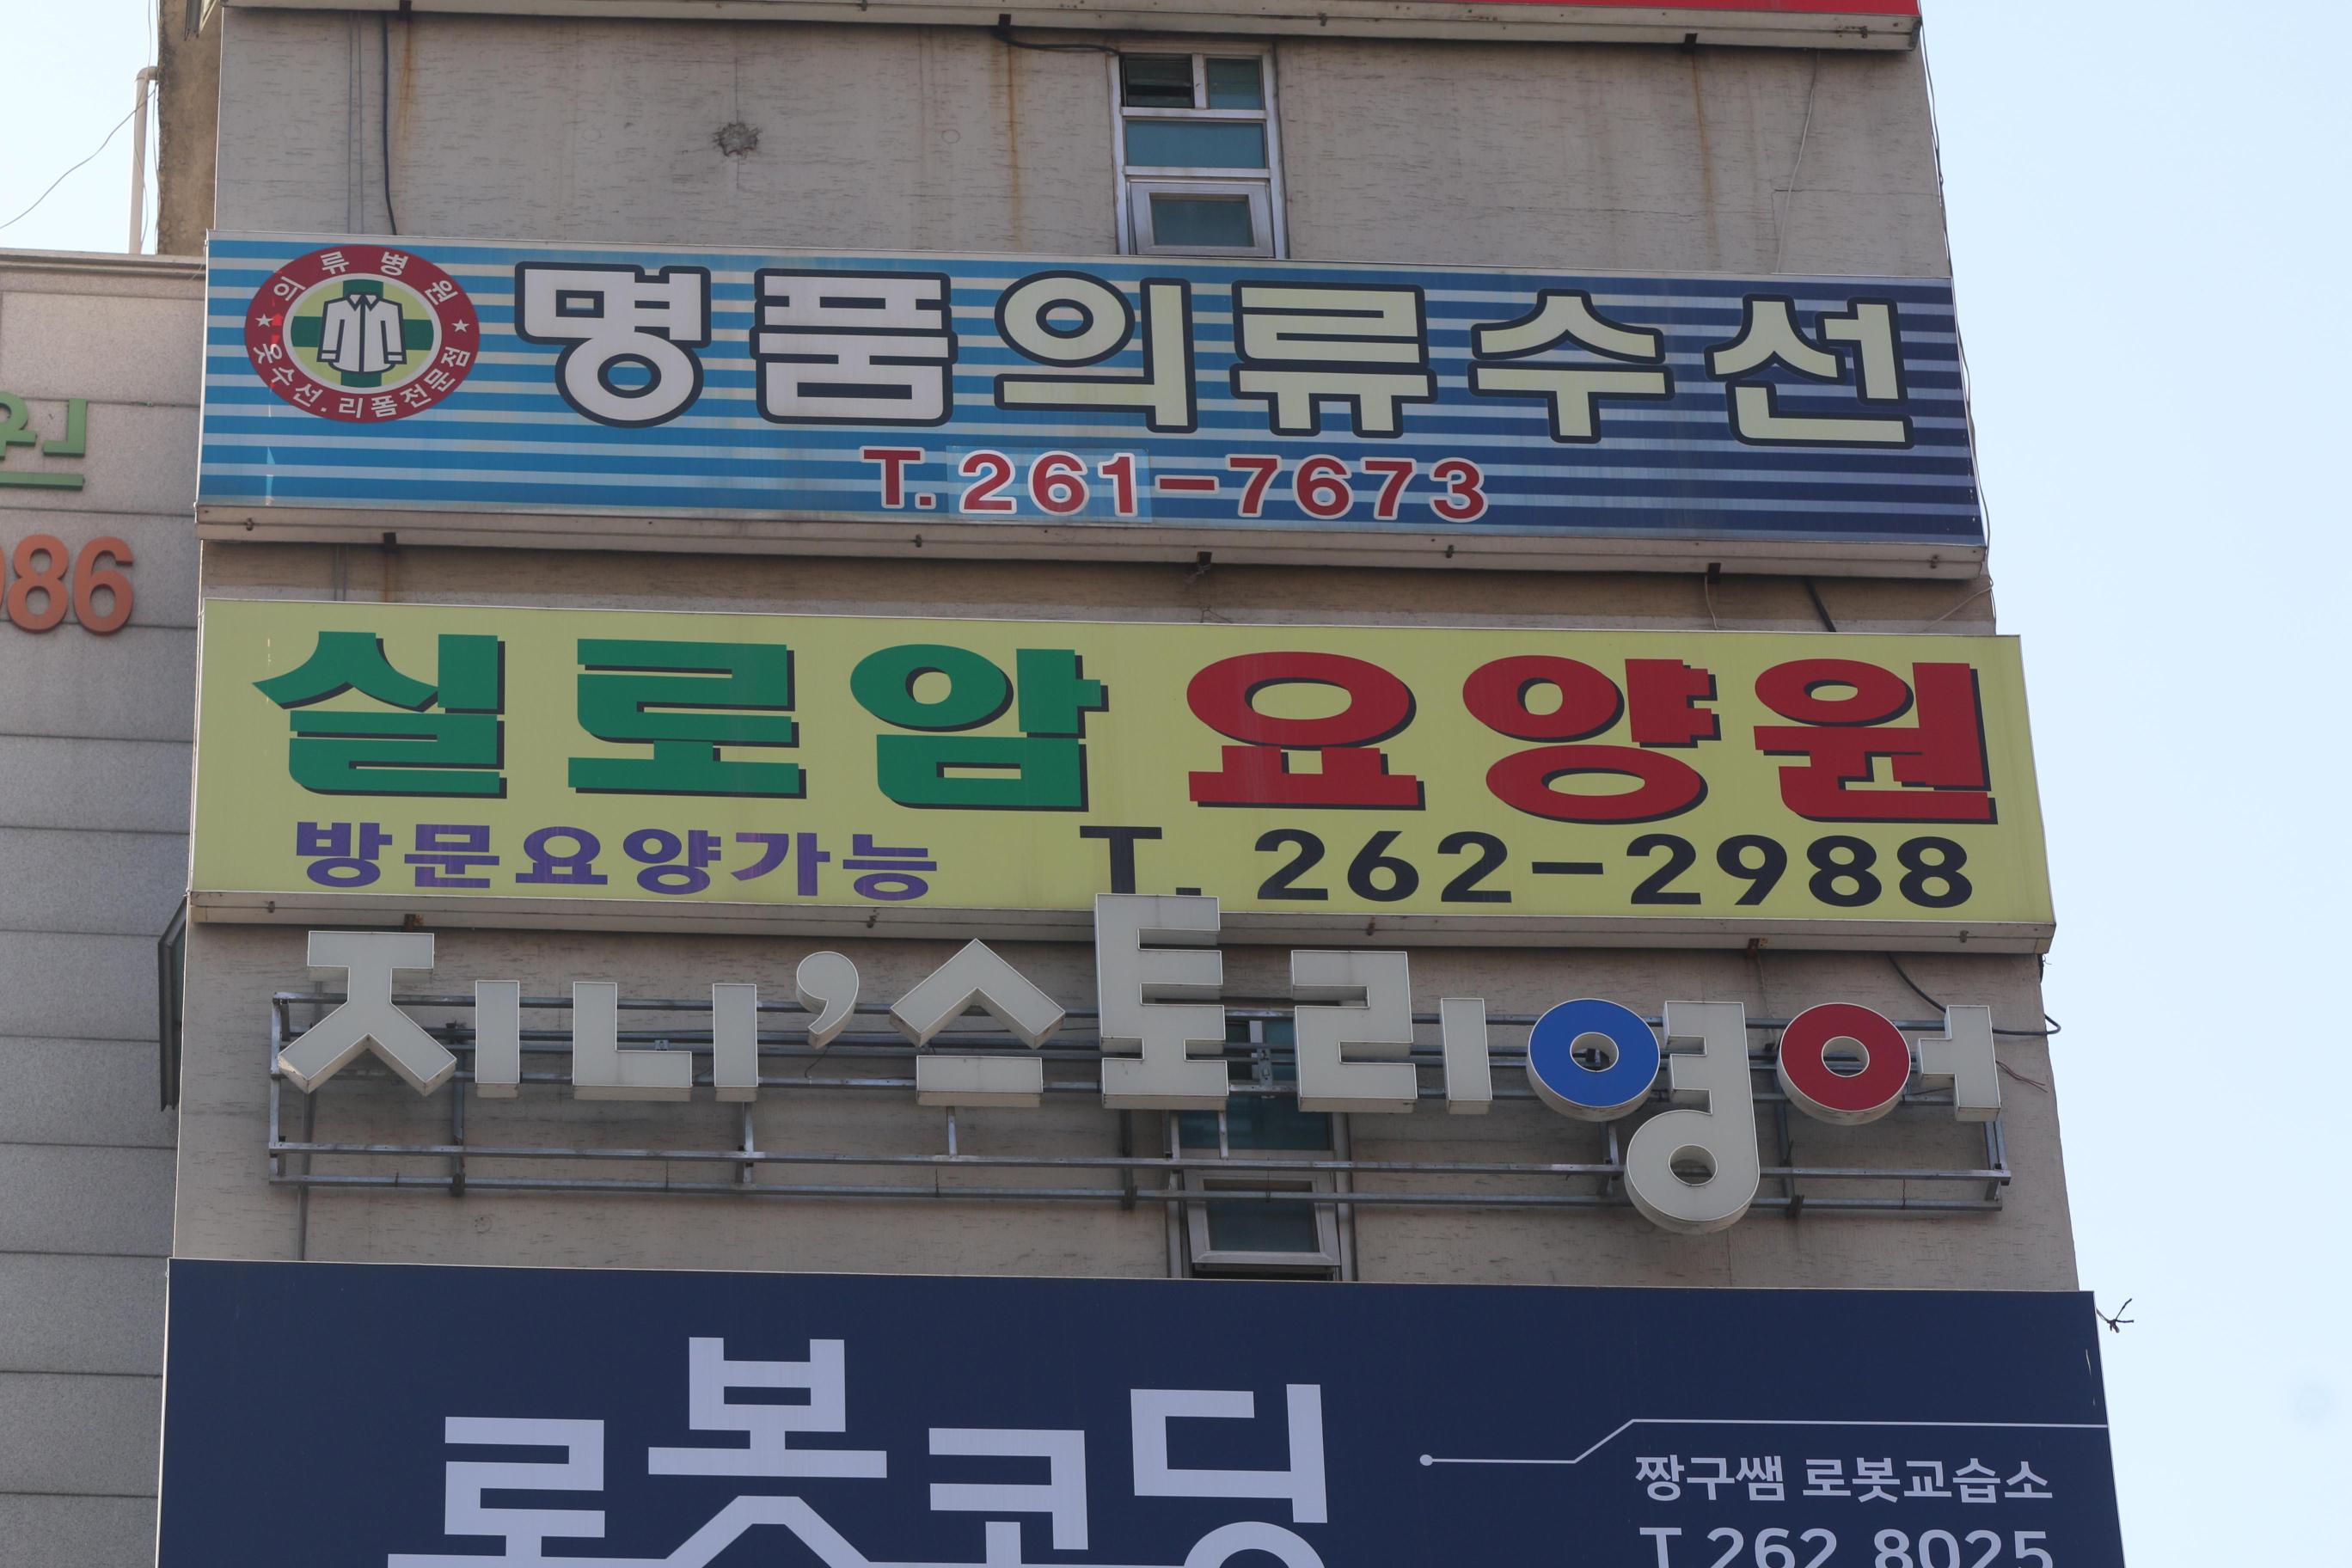 의류병원
옷수선.리폼전문점
명품의류수선
T.261-7673
원
986
실로암 요양원
방문요양가능 T. 262-2988
지니'스토리영어
로봇코딩
짱구쌤 로봇교습소
T.262 8025